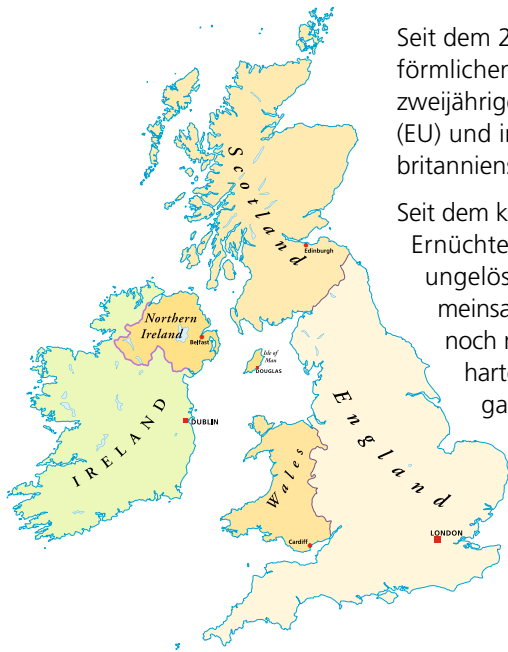 Seit dem 2
förmlichen
zweijährige
(EU) und i
britanniens
Seit dem k
Ernüchte
ungelös
meinsa
noch
harte
ga
Scotland
Edinburgh
Northern
Ireland
Belfast
Isle of
Man
DOUGLAS
IRELAND
DUBLIN
England
Wales
Cardiff
LONDON